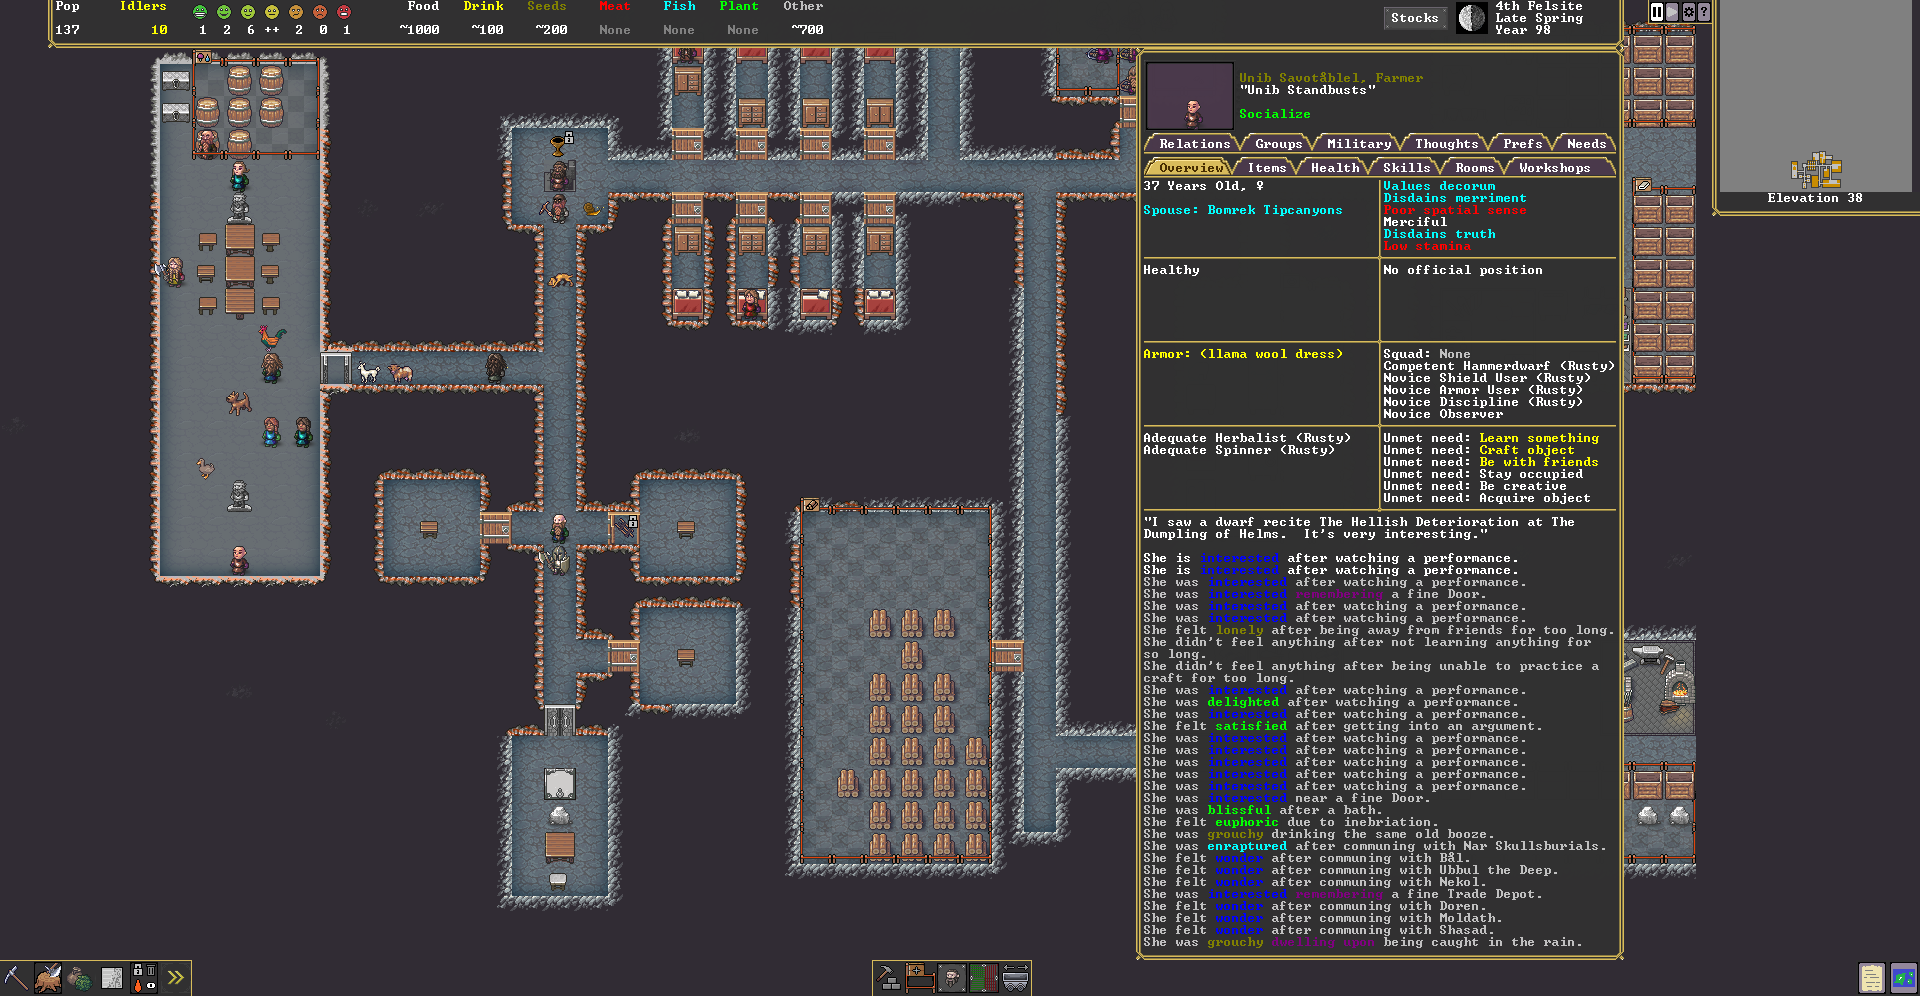 Pop Idlers Food Drink Seeds Meat Fish Plant Other
137 10 1 2 6 ++ 2 0 1 ~1000 ~100 ~200 None None None ~700
Stocks
4th Felsite
Late Spring
Year 98
Elevation 38
Unib Savotåblel, Farmer
"Unib Standbusts"
Socialize
Relations Groups Military Thoughts Prefs Needs
Overview Items Health Skills Rooms Workshops
37 Years Old, ♀
Spouse: Bomrek Tipcanyons
Values decorum
Disdains merriment
Poor spatial sense
Merciful
Disdains truth
Low stamina
Healthy
No official position
Armor: (llama wool dress)
Squad: None
Competent Hammerdwarf (Rusty)
Novice Shield User (Rusty)
Novice Armor User (Rusty)
Novice Discipline (Rusty)
Novice Observer
Adequate Herbalist (Rusty)
Adequate Spinner (Rusty)
Unmet need: Learn something
Unmet need: Craft object
Unmet need: Be with friends
Unmet need: Stay occupied
Unmet need: Be creative
Unmet need: Acquire object
"I saw a dwarf recite The Hellish Deterioration at The
Dumpling of Helms.  It's very interesting."
She is interested after watching a performance.
She is interested after watching a performance.
She was interested after watching a performance.
She was interested remembering a fine Door.
She was interested after watching a performance.
She was interested after watching a performance.
She felt lonely after being away from friends for too long.
She didn't feel anything after not learning anything for
so long.
She didn't feel anything after being unable to practice a
craft for too long.
She was interested after watching a performance.
She was delighted after watching a performance.
She was interested after watching a performance.
She felt satisfied after getting into an argument.
She was interested after watching a performance.
She was interested after watching a performance.
She was interested after watching a performance.
She was interested after watching a performance.
She was interested after watching a performance.
She was interested near a fine Door.
She was blissful after a bath.
She felt euphoric due to inebriation.
She was grouchy drinking the same old booze.
She was enraptured after communing with Nar Skullsburials.
She felt wonder after communing with Bål.
She felt wonder after communing with Ubbul the Deep.
She felt wonder after communing with Nekol.
She was interested remembering a fine Trade Depot.
She felt wonder after communing with Doren.
She felt wonder after communing with Moldath.
She felt wonder after communing with Shasad.
She was grouchy dwelling upon being caught in the rain.